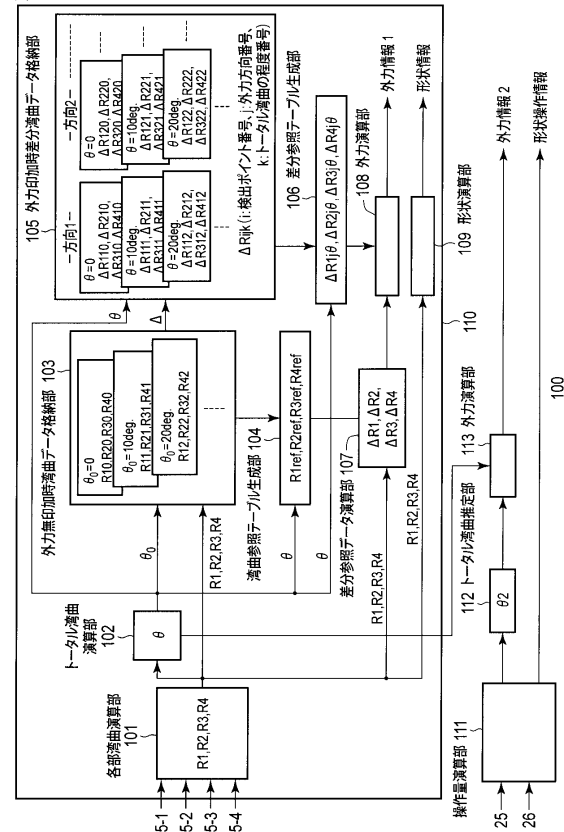 105 外力印加時差分湾曲データ格納部
―方向1―
θ=0
ΔR110, ΔR210,
ΔR310, ΔR410
θ=10deg.
ΔR111, ΔR211,
ΔR311, ΔR411
θ=20deg.
ΔR112, ΔR212,
ΔR312, ΔR412
―方向2―
θ=0
ΔR120, ΔR220,
ΔR320, ΔR420
θ=10deg.
ΔR121, ΔR221,
ΔR321, ΔR421
θ=20deg.
ΔR122, ΔR222,
ΔR322, ΔR422
ΔRijk(i:検出ポイント番号、j:外力方向番号、
k:トータル湾曲の程度番号)
θ
Δ
外力無印加時湾曲データ格納部 103
θ₀=0
R10,R20,R30,R40
θ₀=10deg.
R11,R21,R31,R41
θ₀=20deg.
R12,R22,R32,R42
106 差分参照テーブル生成部
ΔR1jθ, ΔR2jθ, ΔR3jθ, ΔR4jθ
湾曲参照テーブル生成部 104
R1ref,R2ref,R3ref,R4ref
108 外力演算部
外力情報1
差分参照データ演算部 107
ΔR1, ΔR2,
ΔR3, ΔR4
109 形状演算部
形状情報
110
トータル湾曲
演算部
102
θ
θ₀
R1,R2,R3,R4
θ
θ
R1,R2,R3,R4
R1,R2,R3,R4
各部湾曲演算部
101
R1,R2,R3,R4
5-1
5-2
5-3
5-4
操作量演算部 111
25
26
112 トータル湾曲推定部
θ2
113 外力演算部
外力情報2
形状操作情報
100